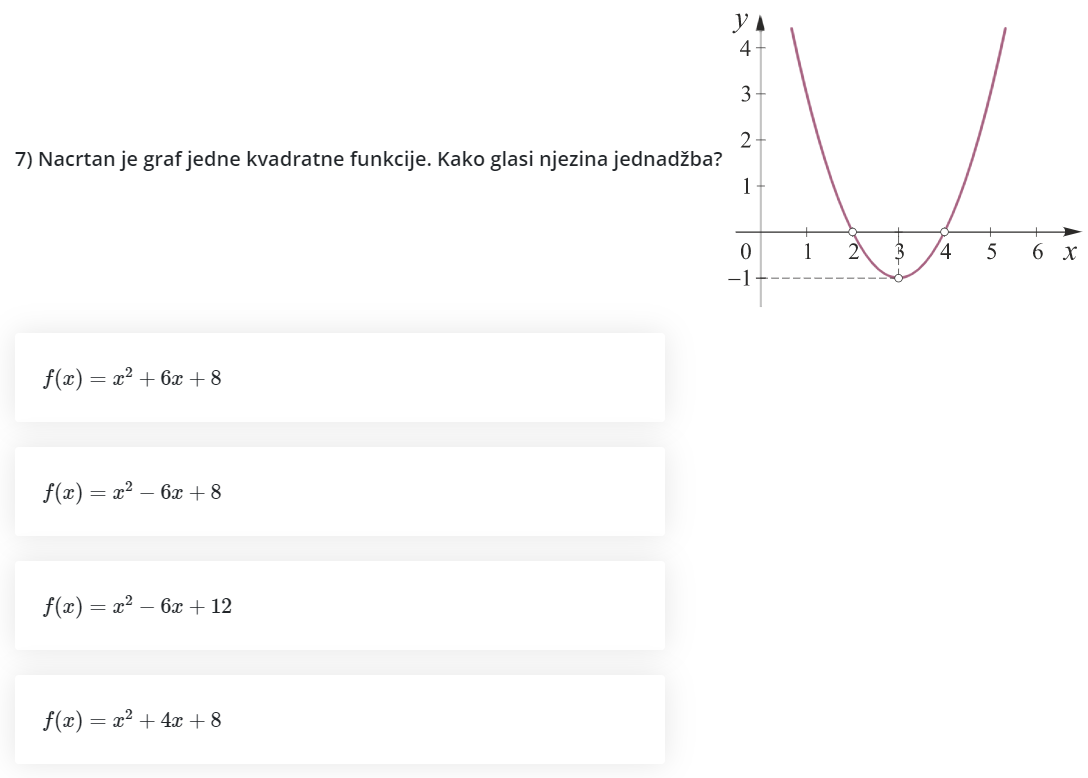 7) Nacrtan je graf jedne kvadratne funkcije. Kako glasi njezina jednadžba?
y
4
3
2
1
0 1 2 3 4 5 6 x
−1
f(x) = x² + 6x + 8
f(x) = x² − 6x + 8
f(x) = x² − 6x + 12
f(x) = x² + 4x + 8